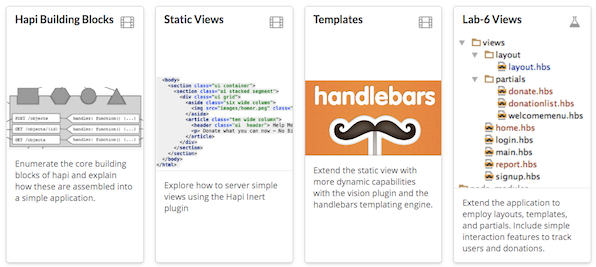 Hapi Building Blocks
POST /objects handler: function() {...}
GET /objects/{id} handler: function() {...}
GET /objects handler: function() {...}
Enumerate the core building
blocks of hapi and explain
how these are assembled into
a simple application.
Static Views
<body>
<section class="ui container">
<section class="ui stacked segment">
<div class="ui grid">
<aside class="six wide column">
<img src="images/homer.png" class="
</aside>
<article class="ten wide column">
<header class="ui header"> Help Me
<p> Donate what you can now - No Bi
</article>
</div>
</section>
</section>
</body>
</html>
Explore how to server simple
views using the Hapi Inert
plugin
Templates
handlebars
Extend the static view with
more dynamic capabilities
with the vision plugin and the
handlebars templating engine.
Lab-6 Views
views
layout
layout.hbs
partials
donate.hbs
donationlist.hbs
welcomemenu.hbs
home.hbs
login.hbs
main.hbs
report.hbs
signup.hbs
node_modules
Extend the application to
employ layouts, templates,
and partials. Include simple
interaction features to track
users and donations.